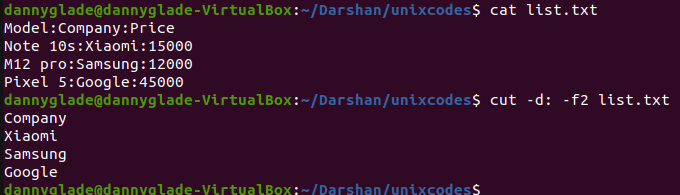 dannyglade@dannyglade-VirtualBox:~/Darshan/unixcodes$ cat list.txt
Model:Company:Price
Note 10s:Xiaomi:15000
M12 pro:Samsung:12000
Pixel 5:Google:45000
dannyglade@dannyglade-VirtualBox:~/Darshan/unixcodes$ cut -d: -f2 list.txt
Company
Xiaomi
Samsung
Google
dannyglade@dannyglade-VirtualBox:~/Darshan/unixcodes$